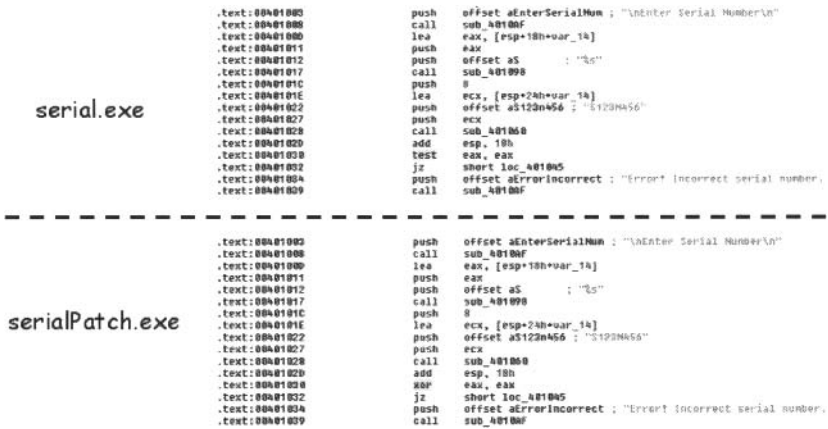 serial.exe
.text:00401003 push offset aEnterSerialNum ; "\nEnter Serial Number\n"
.text:00401008 call sub_4010AF
.text:0040100D lea eax, [esp+18h+var_14]
.text:00401011 push eax
.text:00401012 push offset aS ; "%s"
.text:00401017 call sub_401098
.text:0040101C push 8
.text:0040101E lea ecx, [esp+24h+var_14]
.text:00401022 push offset aS123n456 ; "S123N456"
.text:00401027 push ecx
.text:00401028 call sub_401060
.text:0040102D add esp, 18h
.text:00401030 test eax, eax
.text:00401032 jz short loc_401045
.text:00401034 push offset aErrorIncorrect ; "Error! Incorrect serial number.
.text:00401039 call sub_4010AF
serialPatch.exe
.text:00401003 push offset aEnterSerialNum ; "\nEnter Serial Number\n"
.text:00401008 call sub_4010AF
.text:0040100D lea eax, [esp+18h+var_14]
.text:00401011 push eax
.text:00401012 push offset aS ; "%s"
.text:00401017 call sub_401098
.text:0040101C push 8
.text:0040101E lea ecx, [esp+24h+var_14]
.text:00401022 push offset aS123n456 ; "S123N456"
.text:00401027 push ecx
.text:00401028 call sub_401060
.text:0040102D add esp, 18h
.text:00401030 xor eax, eax
.text:00401032 jz short loc_401045
.text:00401034 push offset aErrorIncorrect ; "Error! Incorrect serial number.
.text:00401039 call sub_4010AF